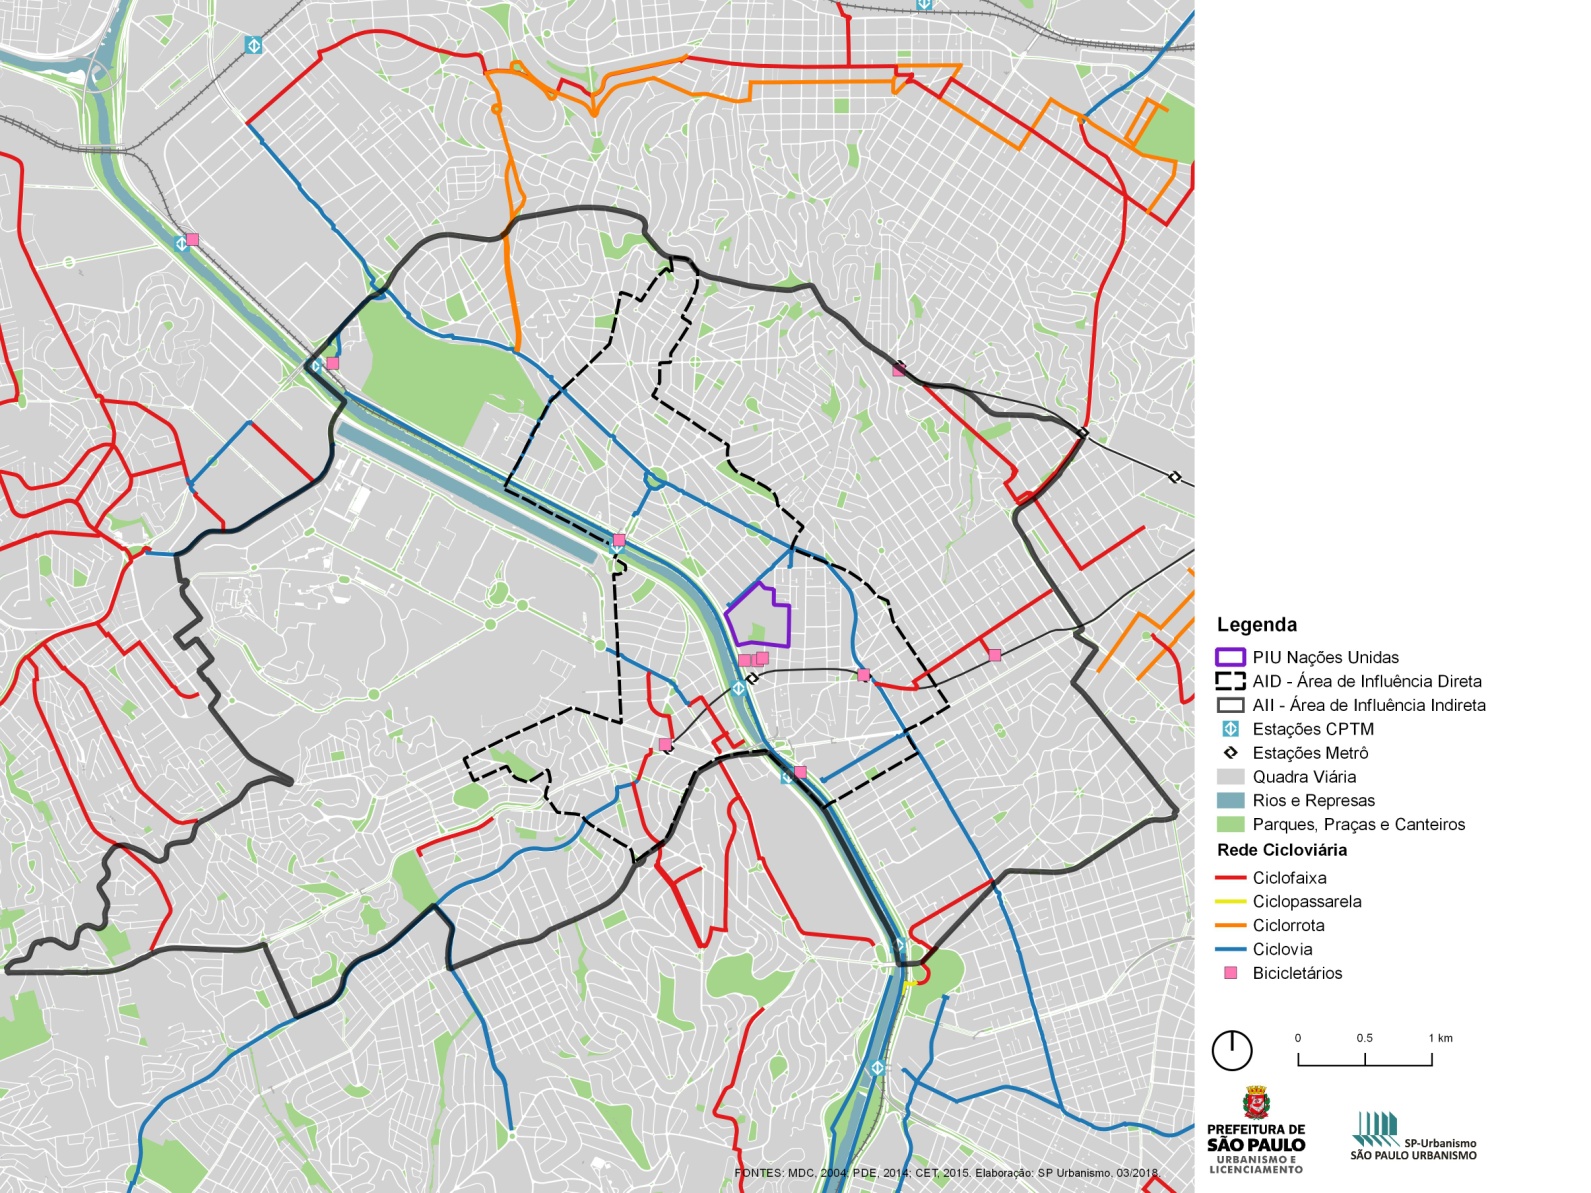 Legenda
PIU Nações Unidas
AID - Área de Influência Direta
AII - Área de Influência Indireta
Estações CPTM
Estações Metrô
Quadra Viária
Rios e Represas
Parques, Praças e Canteiros
Rede Cicloviária
Ciclofaixa
Ciclopassarela
Ciclorrota
Ciclovia
Bicicletários
0 0.5 1 km
PREFEITURA DE
SÃO PAULO
URBANISMO E
LICENCIAMENTO
SP-Urbanismo
SÃO PAULO URBANISMO
FONTES: MDC, 2004; PDE, 2014; CET, 2015. Elaboração: SP Urbanismo. 03/2018